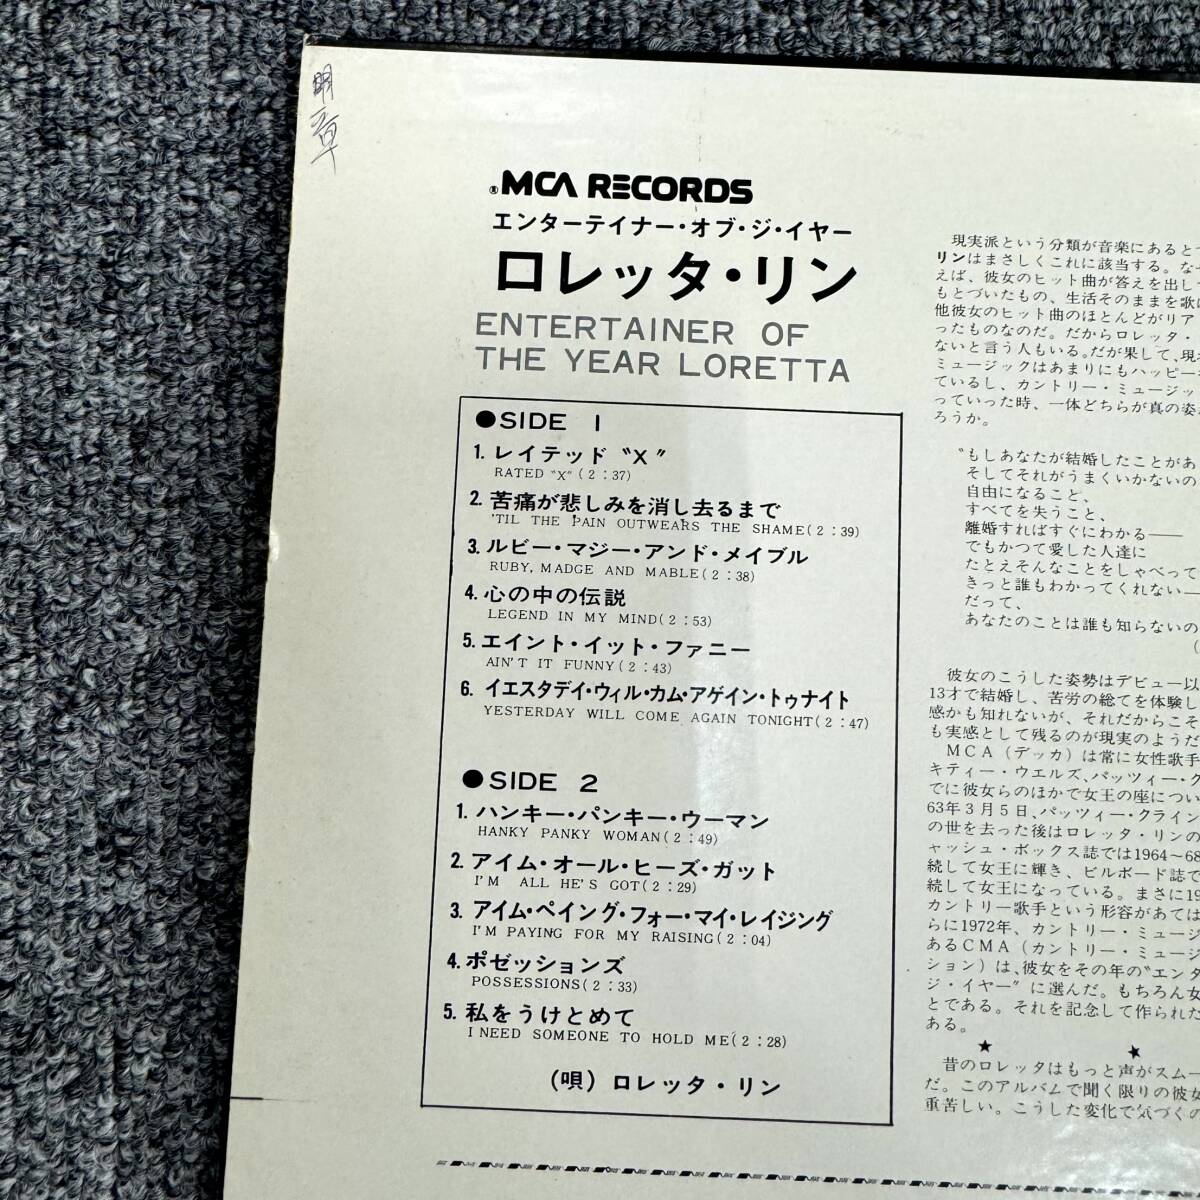 明章
®MCA RECORDS
エンターテイナー・オブ・ジ・イヤー
ロレッタ・リン
ENTERTAINER OF
THE YEAR LORETTA
●SIDE 1
1. レイテッド〝X〟
RATED "X"(2:37)
2. 苦痛が悲しみを消し去るまで
'TIL THE PAIN OUTWEARS THE SHAME(2:39)
3. ルビー・マジー・アンド・メイブル
RUBY, MADGE AND MABLE(2:38)
4. 心の中の伝説
LEGEND IN MY MIND(2:53)
5. エイント・イット・ファニー
AIN'T IT FUNNY(2:43)
6. イエスタデイ・ウィル・カム・アゲイン・トゥナイト
YESTERDAY WILL COME AGAIN TONIGHT(2:47)
●SIDE 2
1. ハンキー・パンキー・ウーマン
HANKY PANKY WOMAN(2:49)
2. アイム・オール・ヒーズ・ガット
I'M ALL HE'S GOT(2:29)
3. アイム・ペイング・フォー・マイ・レイジング
I'M PAYING FOR MY RAISING(2:04)
4. ポゼッションズ
POSSESSIONS(2:33)
5. 私をうけとめて
I NEED SOMEONE TO HOLD ME(2:28)
(唄) ロレッタ・リン
現実派という分類が音楽にあると
リンはまさしくこれに該当する。な
えば、彼女のヒット曲が答えを出し
もとづいたもの、生活そのままを歌
他彼女のヒット曲のほとんどがリア
ったものなのだ。だからロレッタ・
ないと言う人もいる。だが果して、現
ミュージックはあまりにもハッピー
ているし、カントリー・ミュージッ
っていった時、一体どちらが真の姿
ろうか。
〝もしあなたが結婚したことがあ
そしてそれがうまくいかないの
自由になること、
すべてを失うこと、
離婚すればすぐにわかる——
でもかつて愛した人達に
たとえそんなことをしゃべって
きっと誰もわかってくれない—
だって、
あなたのことは誰も知らないの
(
彼女のこうした姿勢はデビュー以
13才で結婚し、苦労の総てを体験し
感かも知れないが、それだからこそ
も実感として残るのが現実のようだ
MCA(デッカ)は常に女性歌手
キティー・ウエルズ、パッツィー・ク
でに彼女らのほかで女王の座につい
63年3月5日、パッツィー・クライン
の世を去った後はロレッタ・リンの
ャッシュ・ボックス誌では1964〜68
続して女王に輝き、ビルボード誌で
続して女王になっている。まさに19
カントリー歌手という形容があては
らに1972年、カントリー・ミュージ
あるCMA(カントリー・ミュージ
ション)は、彼女をその年の〝エンタ
ジ・イヤー〟に選んだ。もちろん女
とである。それを記念して作られた
ある。
★ ★
昔のロレッタはもっと声がスムー
だ。このアルバムで聞く限りの彼女
重苦しい。こうした変化で気づくの